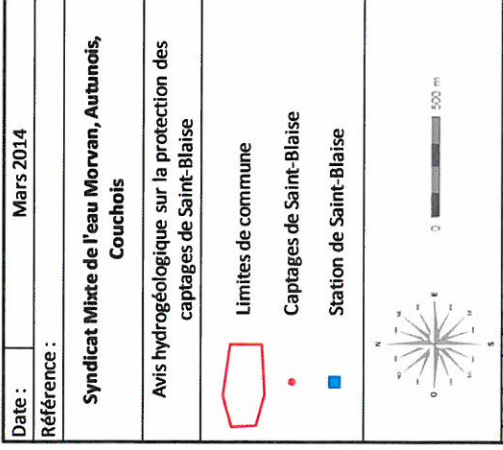 Date : Mars 2014
Référence :
Syndicat Mixte de l'eau Morvan, Autunois,
Couchois
Avis hydrogéologique sur la protection des
captages de Saint-Blaise
Limites de commune
Captages de Saint-Blaise
Station de Saint-Blaise
N
O
E
S
0 500 m